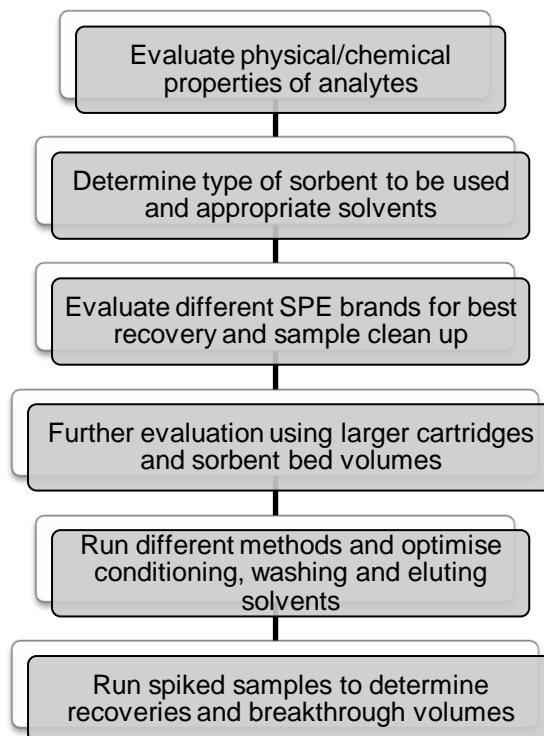 Evaluate physical/chemical
properties of analytes
Determine type of sorbent to be used
and appropriate solvents
Evaluate different SPE brands for best
recovery and sample clean up
Further evaluation using larger cartridges
and sorbent bed volumes
Run different methods and optimise
conditioning, washing and eluting
solvents
Run spiked samples to determine
recoveries and breakthrough volumes